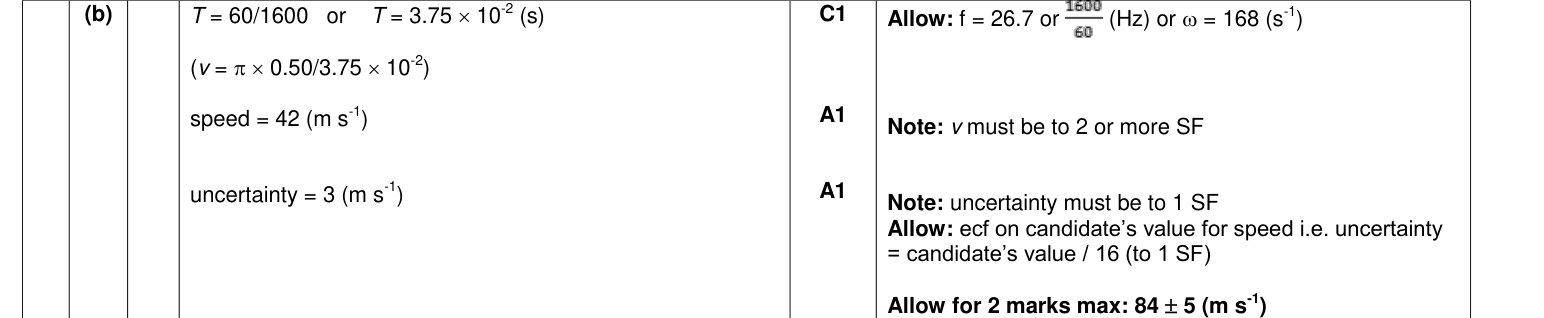 (b) T = 60/1600 or T = 3.75 × 10⁻² (s) C1 Allow: f = 26.7 or 1600/60 (Hz) or ω = 168 (s⁻¹)
(v = π × 0.50/3.75 × 10⁻²)
speed = 42 (m s⁻¹) A1 Note: v must be to 2 or more SF
uncertainty = 3 (m s⁻¹) A1 Note: uncertainty must be to 1 SF
Allow: ecf on candidate’s value for speed i.e. uncertainty
= candidate’s value / 16 (to 1 SF)
Allow for 2 marks max: 84 ± 5 (m s⁻¹)